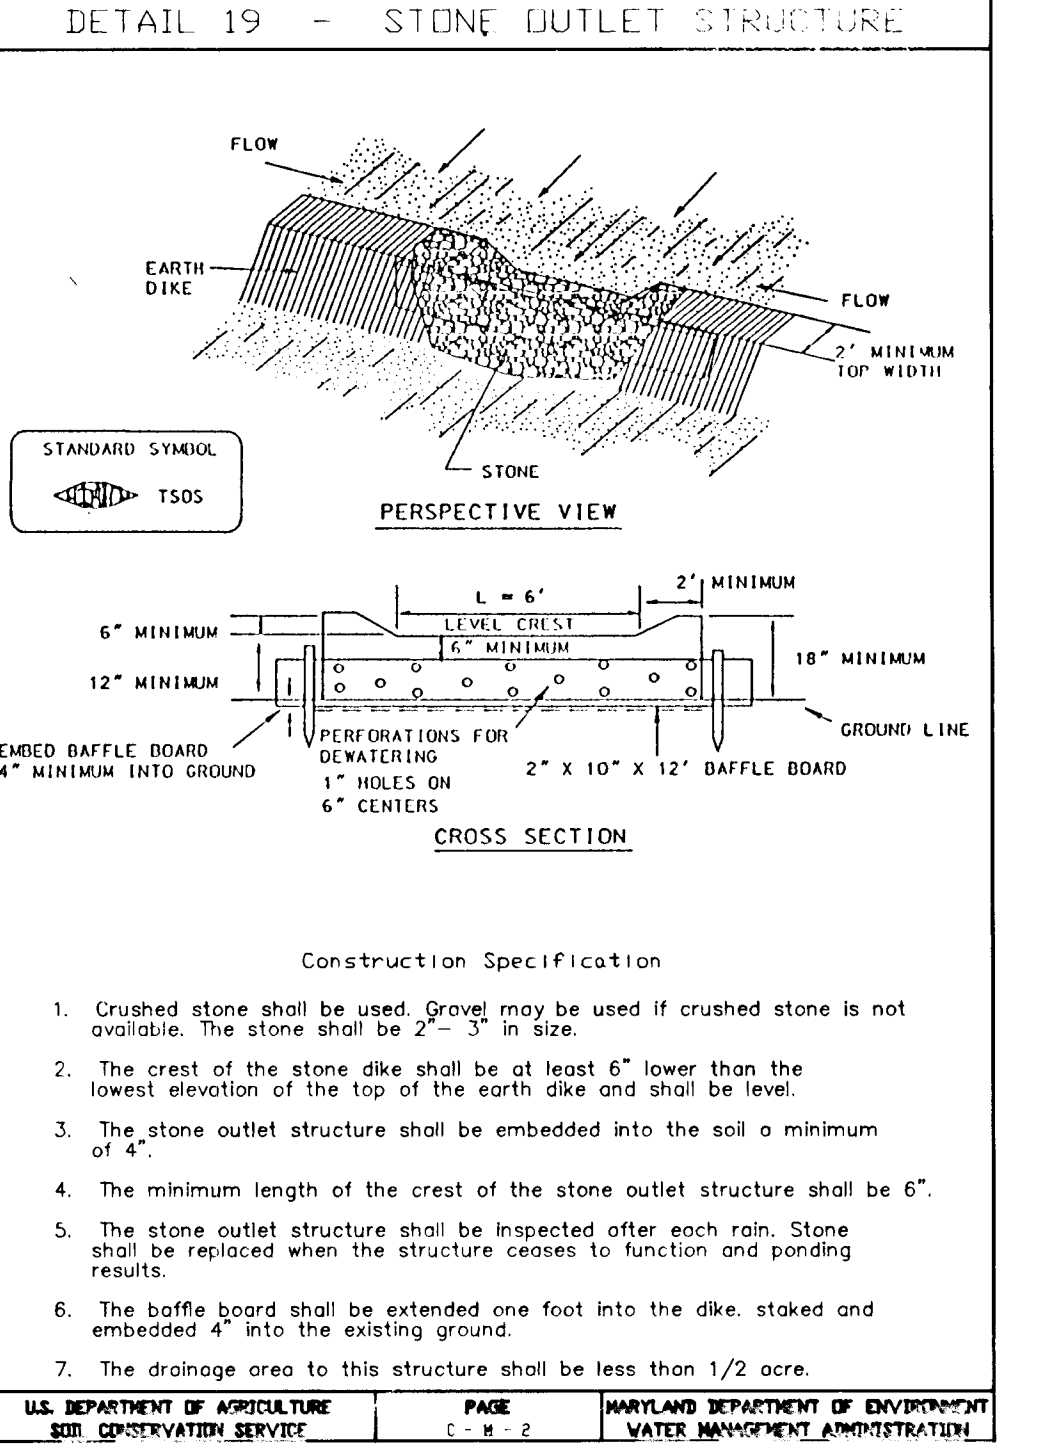 DETAIL 19 - STONE OUTLET STRUCTURE
FLOW
EARTH
DIKE
FLOW
2' MINIMUM
TOP WIDTH
STONE
STANDARD SYMBOL
TSOS
PERSPECTIVE VIEW
L = 6'
2' MINIMUM
LEVEL CREST
6" MINIMUM
6" MINIMUM
12" MINIMUM
18" MINIMUM
GROUND LINE
EMBED BAFFLE BOARD
4" MINIMUM INTO GROUND
PERFORATIONS FOR
DEWATERING
1" HOLES ON
6" CENTERS
2" X 10" X 12' BAFFLE BOARD
CROSS SECTION
Construction Specification
1. Crushed stone shall be used. Gravel may be used if crushed stone is not
available. The stone shall be 2"- 3" in size.
2. The crest of the stone dike shall be at least 6" lower than the
lowest elevation of the top of the earth dike and shall be level.
3. The stone outlet structure shall be embedded into the soil a minimum
of 4".
4. The minimum length of the crest of the stone outlet structure shall be 6".
5. The stone outlet structure shall be inspected after each rain. Stone
shall be replaced when the structure ceases to function and ponding
results.
6. The baffle board shall be extended one foot into the dike. staked and
embedded 4" into the existing ground.
7. The drainage area to this structure shall be less than 1/2 acre.
U.S. DEPARTMENT OF AGRICULTURE
SOIL CONSERVATION SERVICE
PAGE
C - M - 2
MARYLAND DEPARTMENT OF ENVIRONMENT
WATER MANAGEMENT ADMINISTRATION